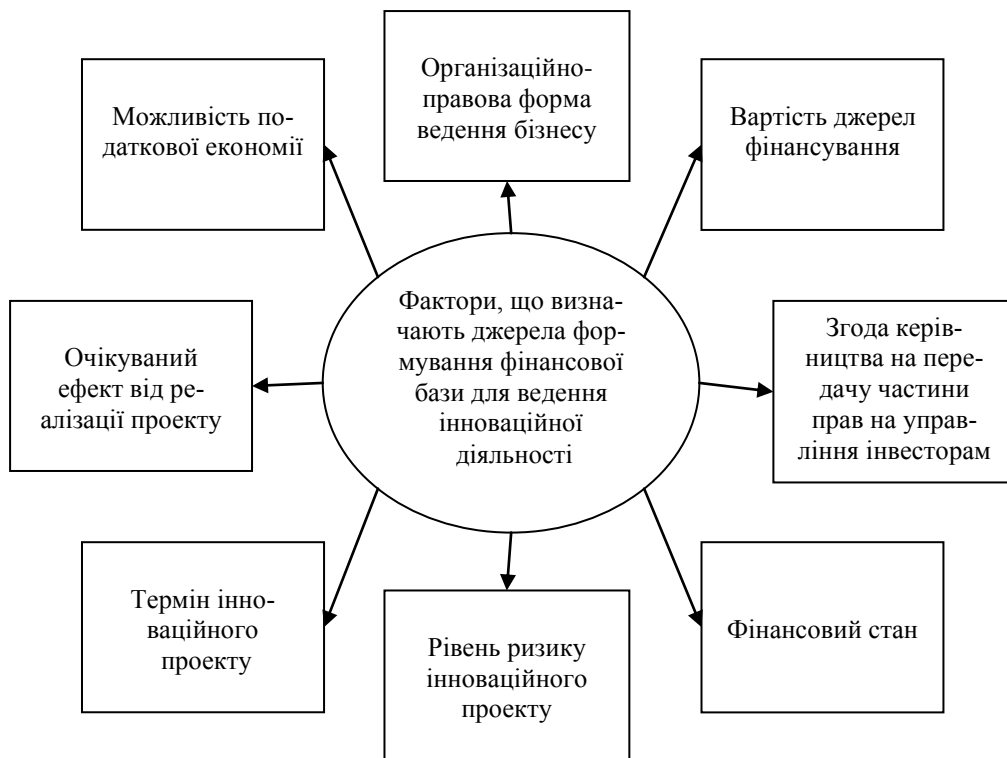 Організаційно-
правова форма
ведення бізнесу
Можливість по-
даткової економії
Вартість джерел
фінансування
Фактори, що визна-
чають джерела фор-
мування фінансової
бази для ведення
інноваційної
діяльності
Очікуваний
ефект від ре-
алізації проекту
Згода керів-
ництва на пере-
дачу частини
прав на управ-
ління інвесторам
Термін інно-
ваційного
проекту
Рівень ризику
інноваційного
проекту
Фінансовий стан